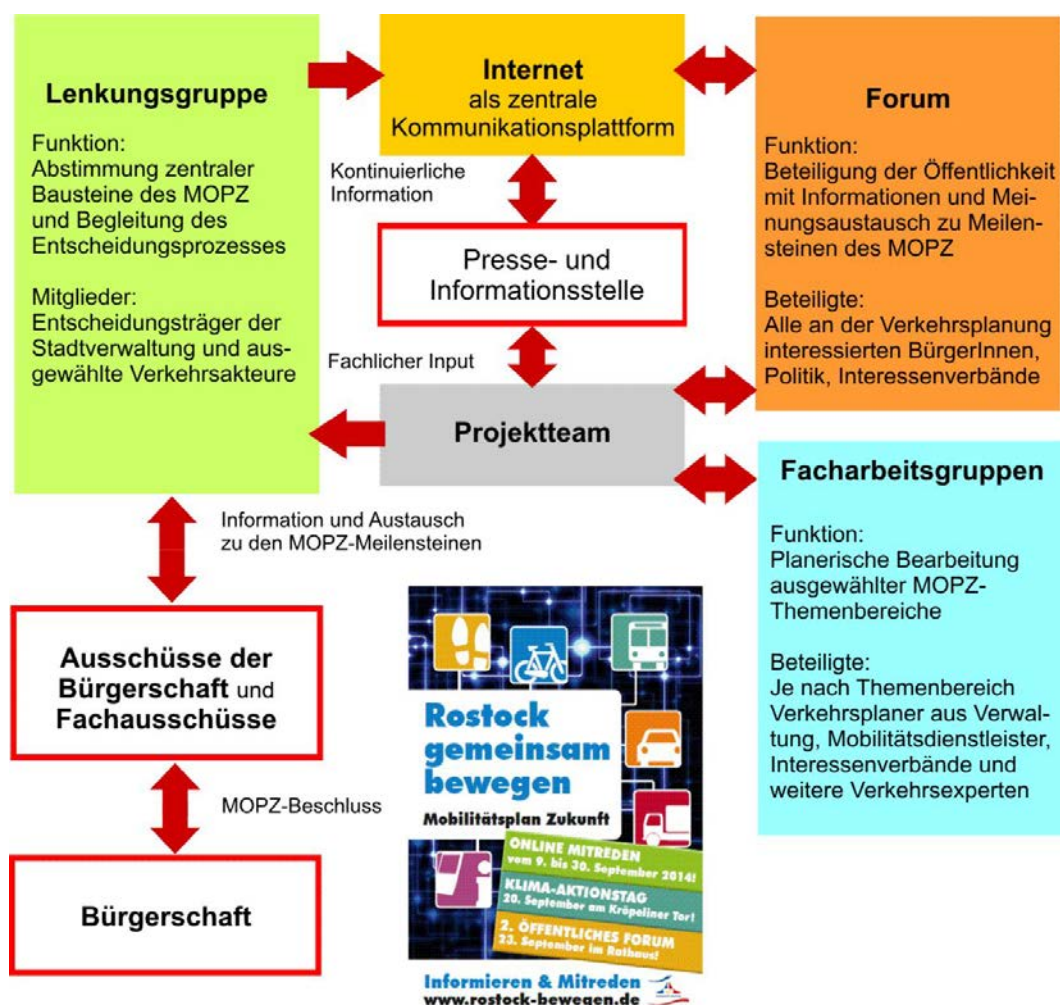 Lenkungsgruppe
Funktion:
Abstimmung zentraler
Bausteine des MOPZ
und Begleitung des
Entscheidungsprozesses
Mitglieder:
Entscheidungsträger der
Stadtverwaltung und aus-
gewählte Verkehrsakteure
Internet
als zentrale
Kommunikationsplattform
Kontinuierliche
Information
Presse- und
Informationsstelle
Fachlicher Input
Projektteam
Forum
Funktion:
Beteiligung der Öffentlichkeit
mit Informationen und Mei-
nungsaustausch zu Meilen-
steinen des MOPZ
Beteiligte:
Alle an der Verkehrsplanung
interessierten BürgerInnen,
Politik, Interessenverbände
Facharbeitsgruppen
Funktion:
Planerische Bearbeitung
ausgewählter MOPZ-
Themenbereiche
Beteiligte:
Je nach Themenbereich
Verkehrsplaner aus Verwal-
tung, Mobilitätsdienstleister,
Interessenverbände und
weitere Verkehrsexperten
Information und Austausch
zu den MOPZ-Meilensteinen
Ausschüsse der
Bürgerschaft und
Fachausschüsse
MOPZ-Beschluss
Bürgerschaft
Rostock
gemeinsam
bewegen
Mobilitätsplan Zukunft
ONLINE MITREDEN
vom 9. bis 30. September 2014!
KLIMA-AKTIONSTAG
20. September am Kröpeliner Tor!
2. ÖFFENTLICHES FORUM
23. September im Rathaus!
Informieren & Mitreden
www.rostock-bewegen.de